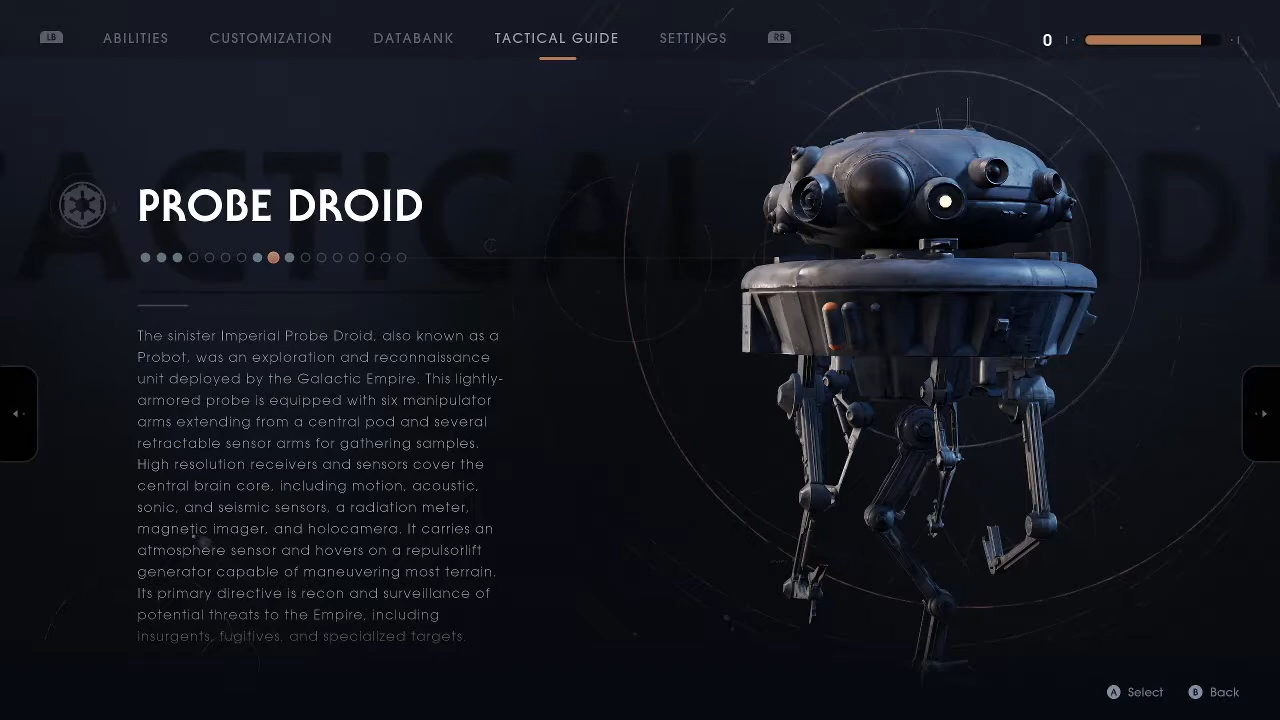 LB ABILITIES CUSTOMIZATION DATABANK TACTICAL GUIDE SETTINGS RB 0
TACTICAL GUIDE
PROBE DROID
The sinister Imperial Probe Droid, also known as a
Probot, was an exploration and reconnaissance
unit deployed by the Galactic Empire. This lightly-
armored probe is equipped with six manipulator
arms extending from a central pod and several
retractable sensor arms for gathering samples.
High resolution receivers and sensors cover the
central brain core, including motion, acoustic,
sonic, and seismic sensors, a radiation meter,
magnetic imager, and holocamera. It carries an
atmosphere sensor and hovers on a repulsorlift
generator capable of maneuvering most terrain.
Its primary directive is recon and surveillance of
potential threats to the Empire, including
insurgents, fugitives, and specialized targets.
A Select B Back